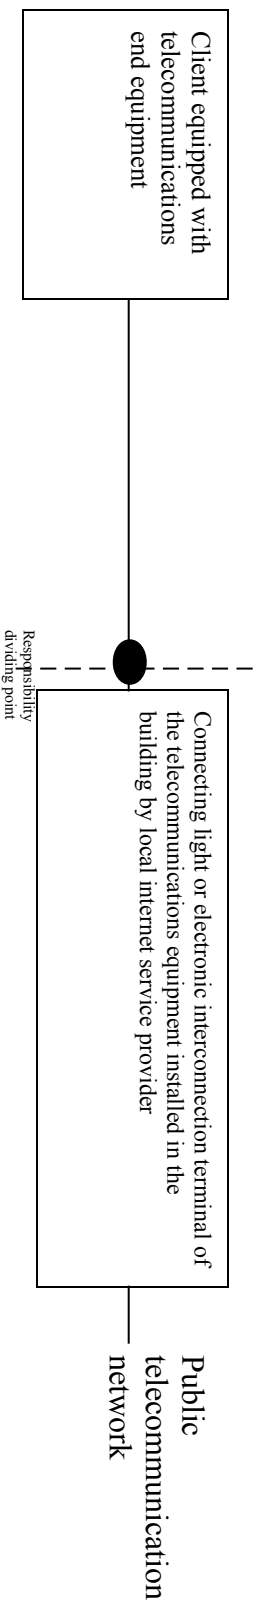 Client equipped with
telecommunications
end equipment
Responsibility
dividing point
Connecting light or electronic interconnection terminal of
the telecommunications equipment installed in the
building by local internet service provider
Public
telecommunication
network